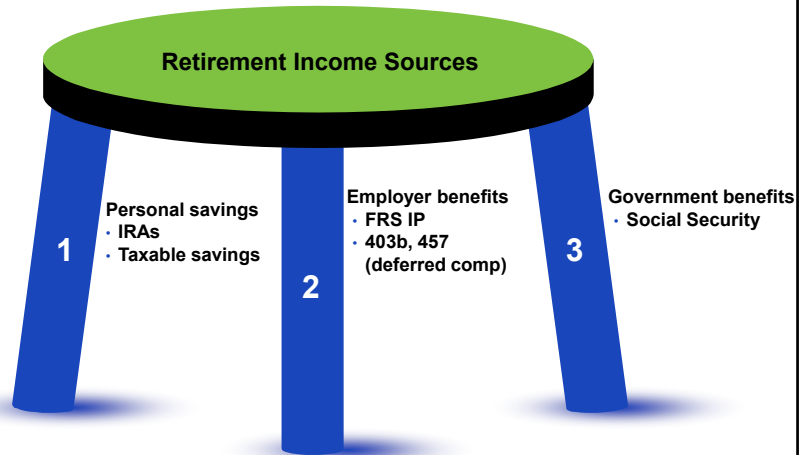 Retirement Income Sources
1
Personal savings
· IRAs
· Taxable savings
2
Employer benefits
· FRS IP
· 403b, 457
(deferred comp)
3
Government benefits
· Social Security